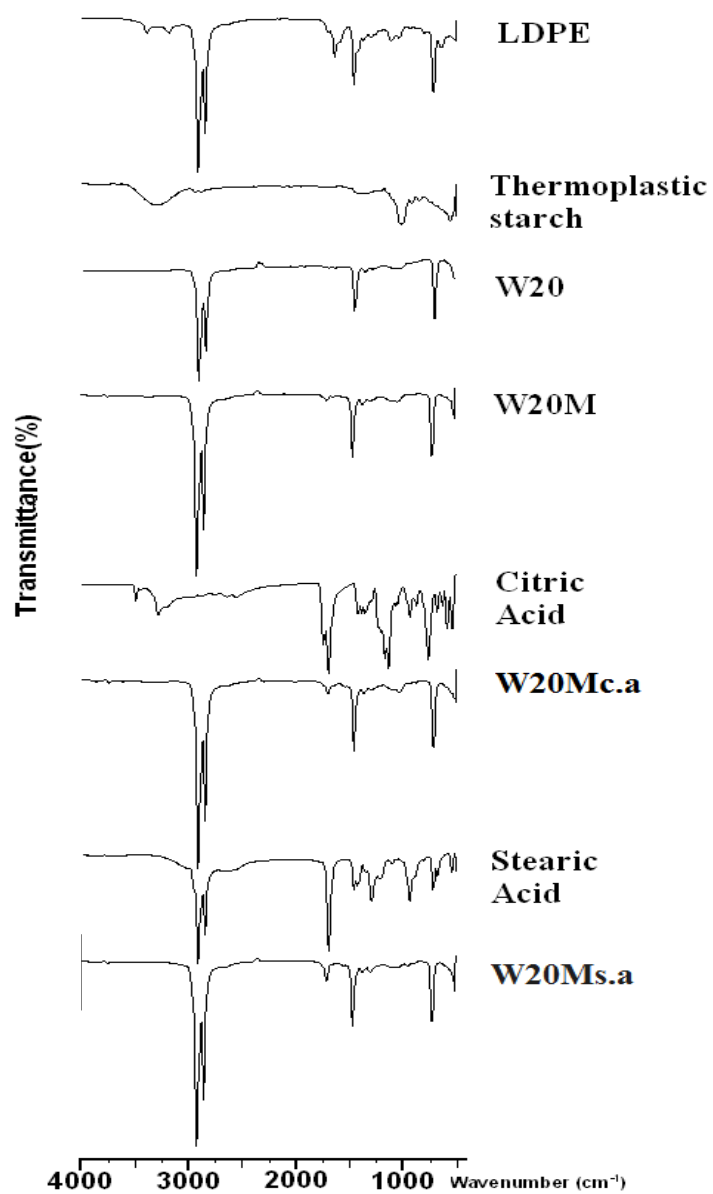 LDPE
Thermoplastic
starch
W20
W20M
Transmittance(%)
Citric
Acid
W20Mc.a
Stearic
Acid
W20Ms.a
4000 3000 2000 1000 Wavenumber (cm⁻¹)